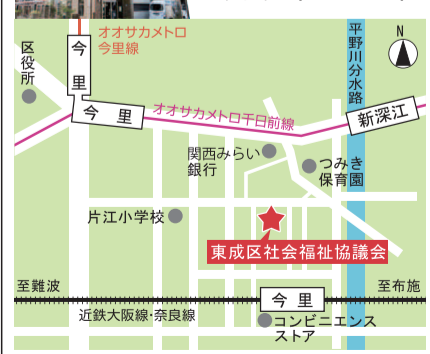 オオサカメトロ
今里線
区役所
今里
今里
オオサカメトロ千日前線
新深江
平野川分水路
N
関西みらい
銀行
つみき
保育園
片江小学校
東成区社会福祉協議会
至難波
今里
至布施
近鉄大阪線・奈良線
コンビニエンス
ストア